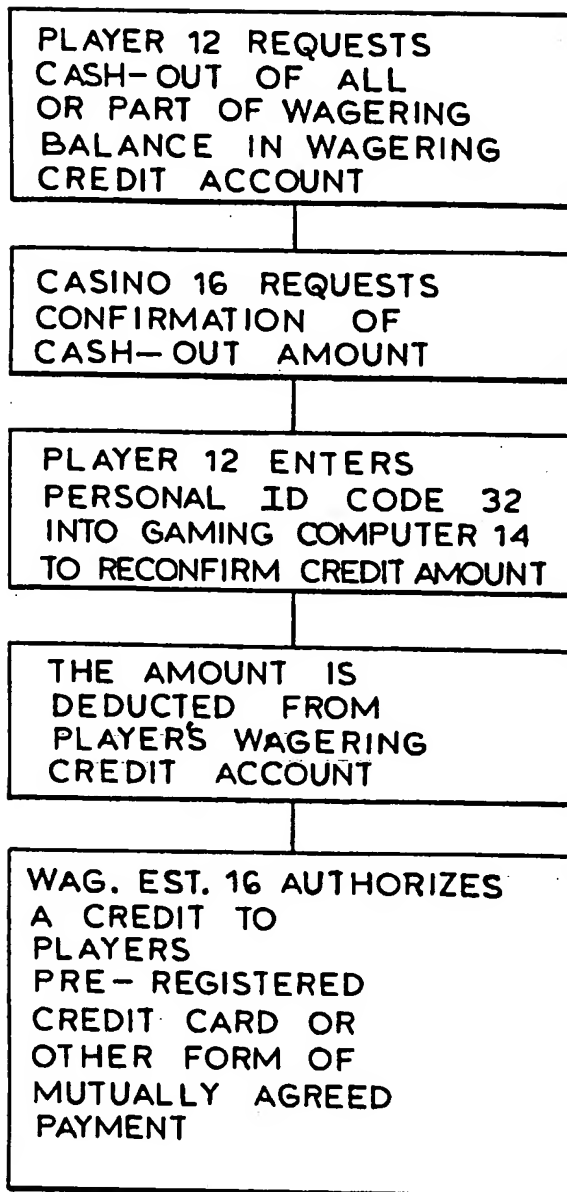 PLAYER 12 REQUESTS
CASH-OUT OF ALL
OR PART OF WAGERING
BALANCE IN WAGERING
CREDIT ACCOUNT
CASINO 16 REQUESTS
CONFIRMATION OF
CASH-OUT AMOUNT
PLAYER 12 ENTERS
PERSONAL ID CODE 32
INTO GAMING COMPUTER 14
TO RECONFIRM CREDIT AMOUNT
THE AMOUNT IS
DEDUCTED FROM
PLAYER'S WAGERING
CREDIT ACCOUNT
WAG. EST. 16 AUTHORIZES
A CREDIT TO
PLAYERS
PRE-REGISTERED
CREDIT CARD OR
OTHER FORM OF
MUTUALLY AGREED
PAYMENT